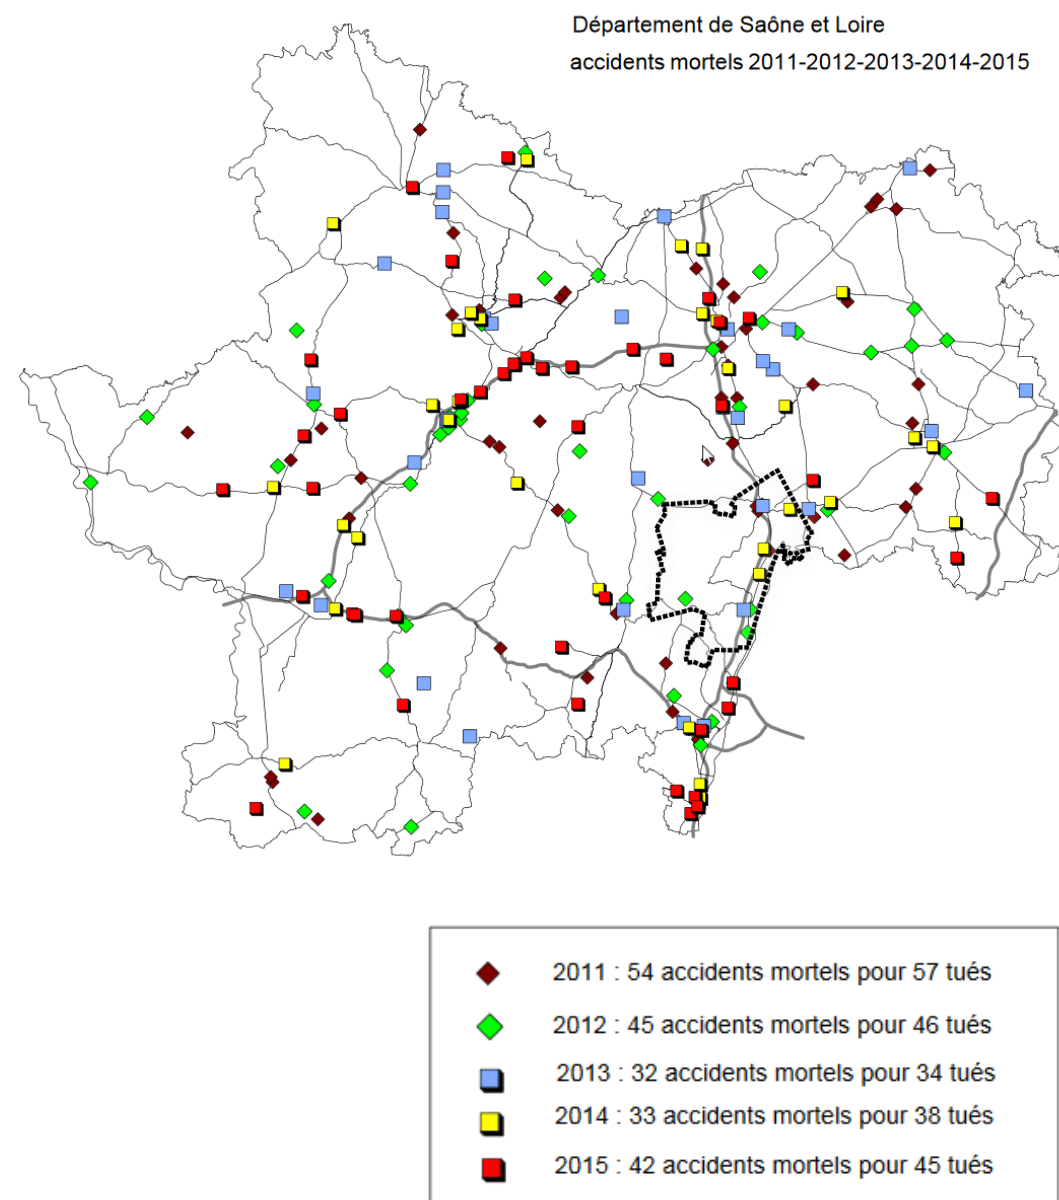 Département de Saône et Loire
accidents mortels 2011-2012-2013-2014-2015
2011 : 54 accidents mortels pour 57 tués
2012 : 45 accidents mortels pour 46 tués
2013 : 32 accidents mortels pour 34 tués
2014 : 33 accidents mortels pour 38 tués
2015 : 42 accidents mortels pour 45 tués